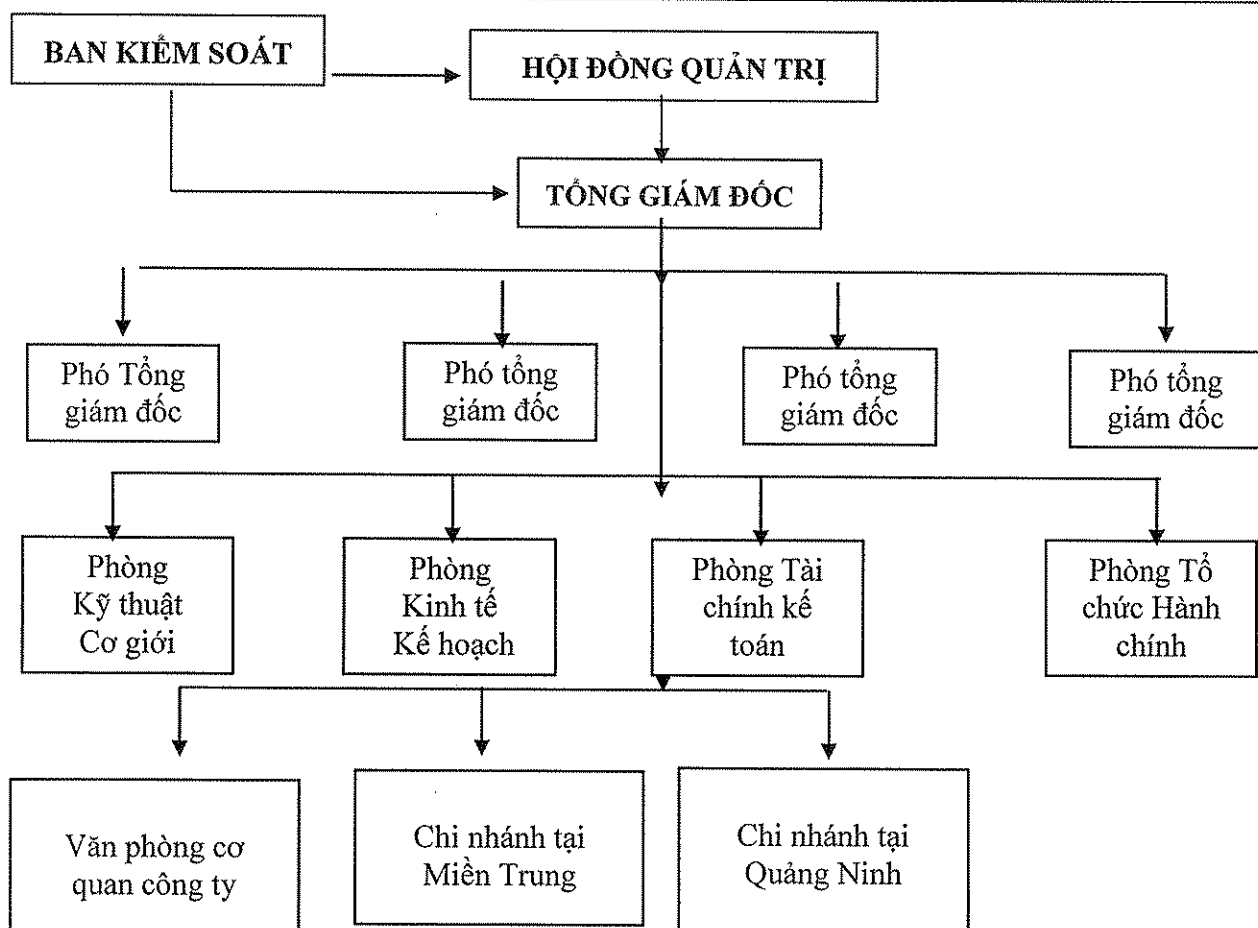 BAN KIỂM SOÁT
HỘI ĐỒNG QUẢN TRỊ
TỔNG GIÁM ĐỐC
Phó Tổng
giám đốc
Phó tổng
giám đốc
Phó tổng
giám đốc
Phó tổng
giám đốc
Phòng
Kỹ thuật
Cơ giới
Phòng
Kinh tế
Kế hoạch
Phòng Tài
chính kế
toán
Phòng Tổ
chức Hành
chính
Văn phòng cơ
quan công ty
Chi nhánh tại
Miền Trung
Chi nhánh tại
Quảng Ninh